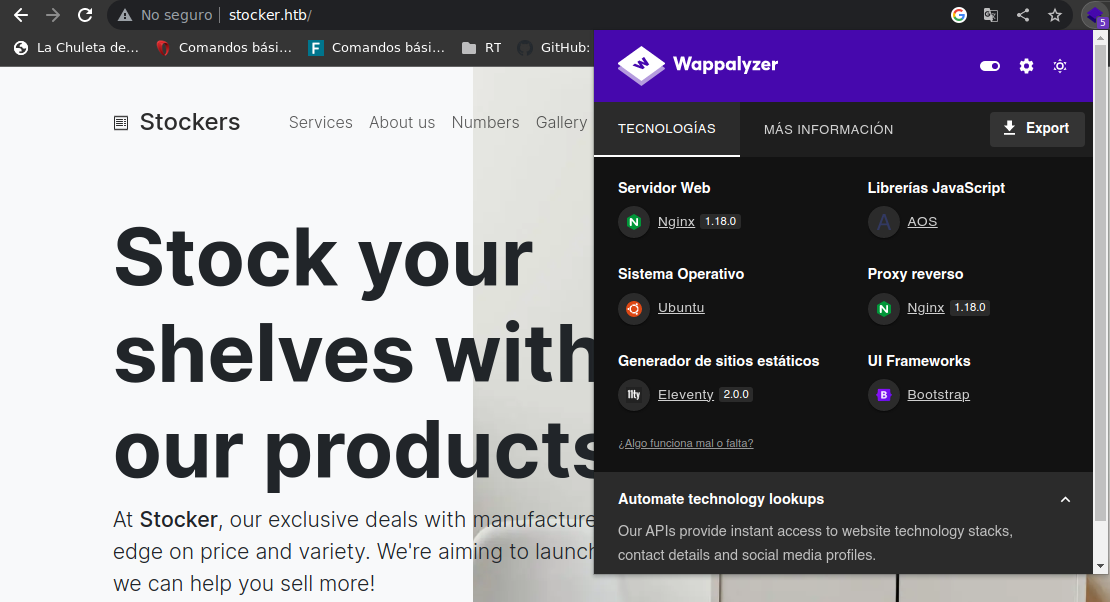 No seguro stocker.htb/ 5
La Chuleta de... Comandos bási... Comandos bási... RT GitHub:
Wappalyzer
TECNOLOGÍAS MÁS INFORMACIÓN Export
Servidor Web
Nginx 1.18.0
Librerías JavaScript
AOS
Sistema Operativo
Ubuntu
Proxy reverso
Nginx 1.18.0
Generador de sitios estáticos
11ty Eleventy 2.0.0
UI Frameworks
B Bootstrap
¿Algo funciona mal o falta?
Automate technology lookups
Our APIs provide instant access to website technology stacks,
contact details and social media profiles.
Stockers Services About us Numbers Gallery
Stock your
shelves with
our products
At Stocker, our exclusive deals with manufacture
edge on price and variety. We're aiming to launch
we can help you sell more!